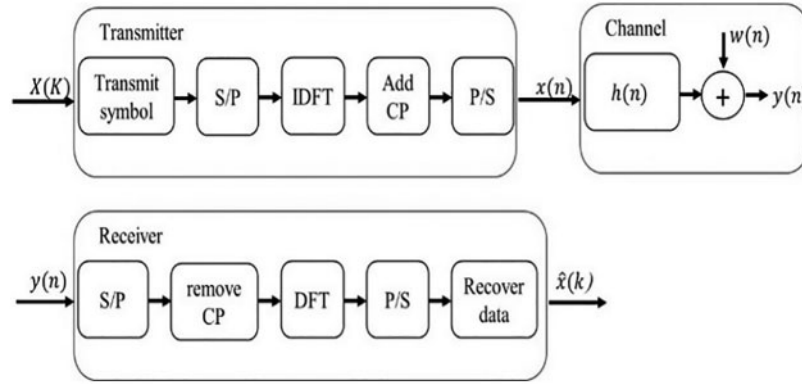 Transmitter
X(K)
Transmit
symbol
S/P
IDFT
Add
CP
P/S
x(n)
Channel
h(n)
w(n)
+
y(n
Receiver
y(n)
S/P
remove
CP
DFT
P/S
Recover
data
x̂(k)